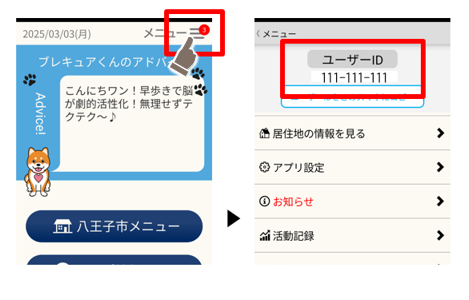 2025/03/03(月)
メニュー
3
ブレキュアくんのアドバ
Advice!
こんにちワン！早歩きで脳
が劇的活性化！無理せずテ
クテク～♪
八王子市メニュー
メニュー
ユーザーID
111-111-111
居住地の情報を見る
アプリ設定
お知らせ
活動記録